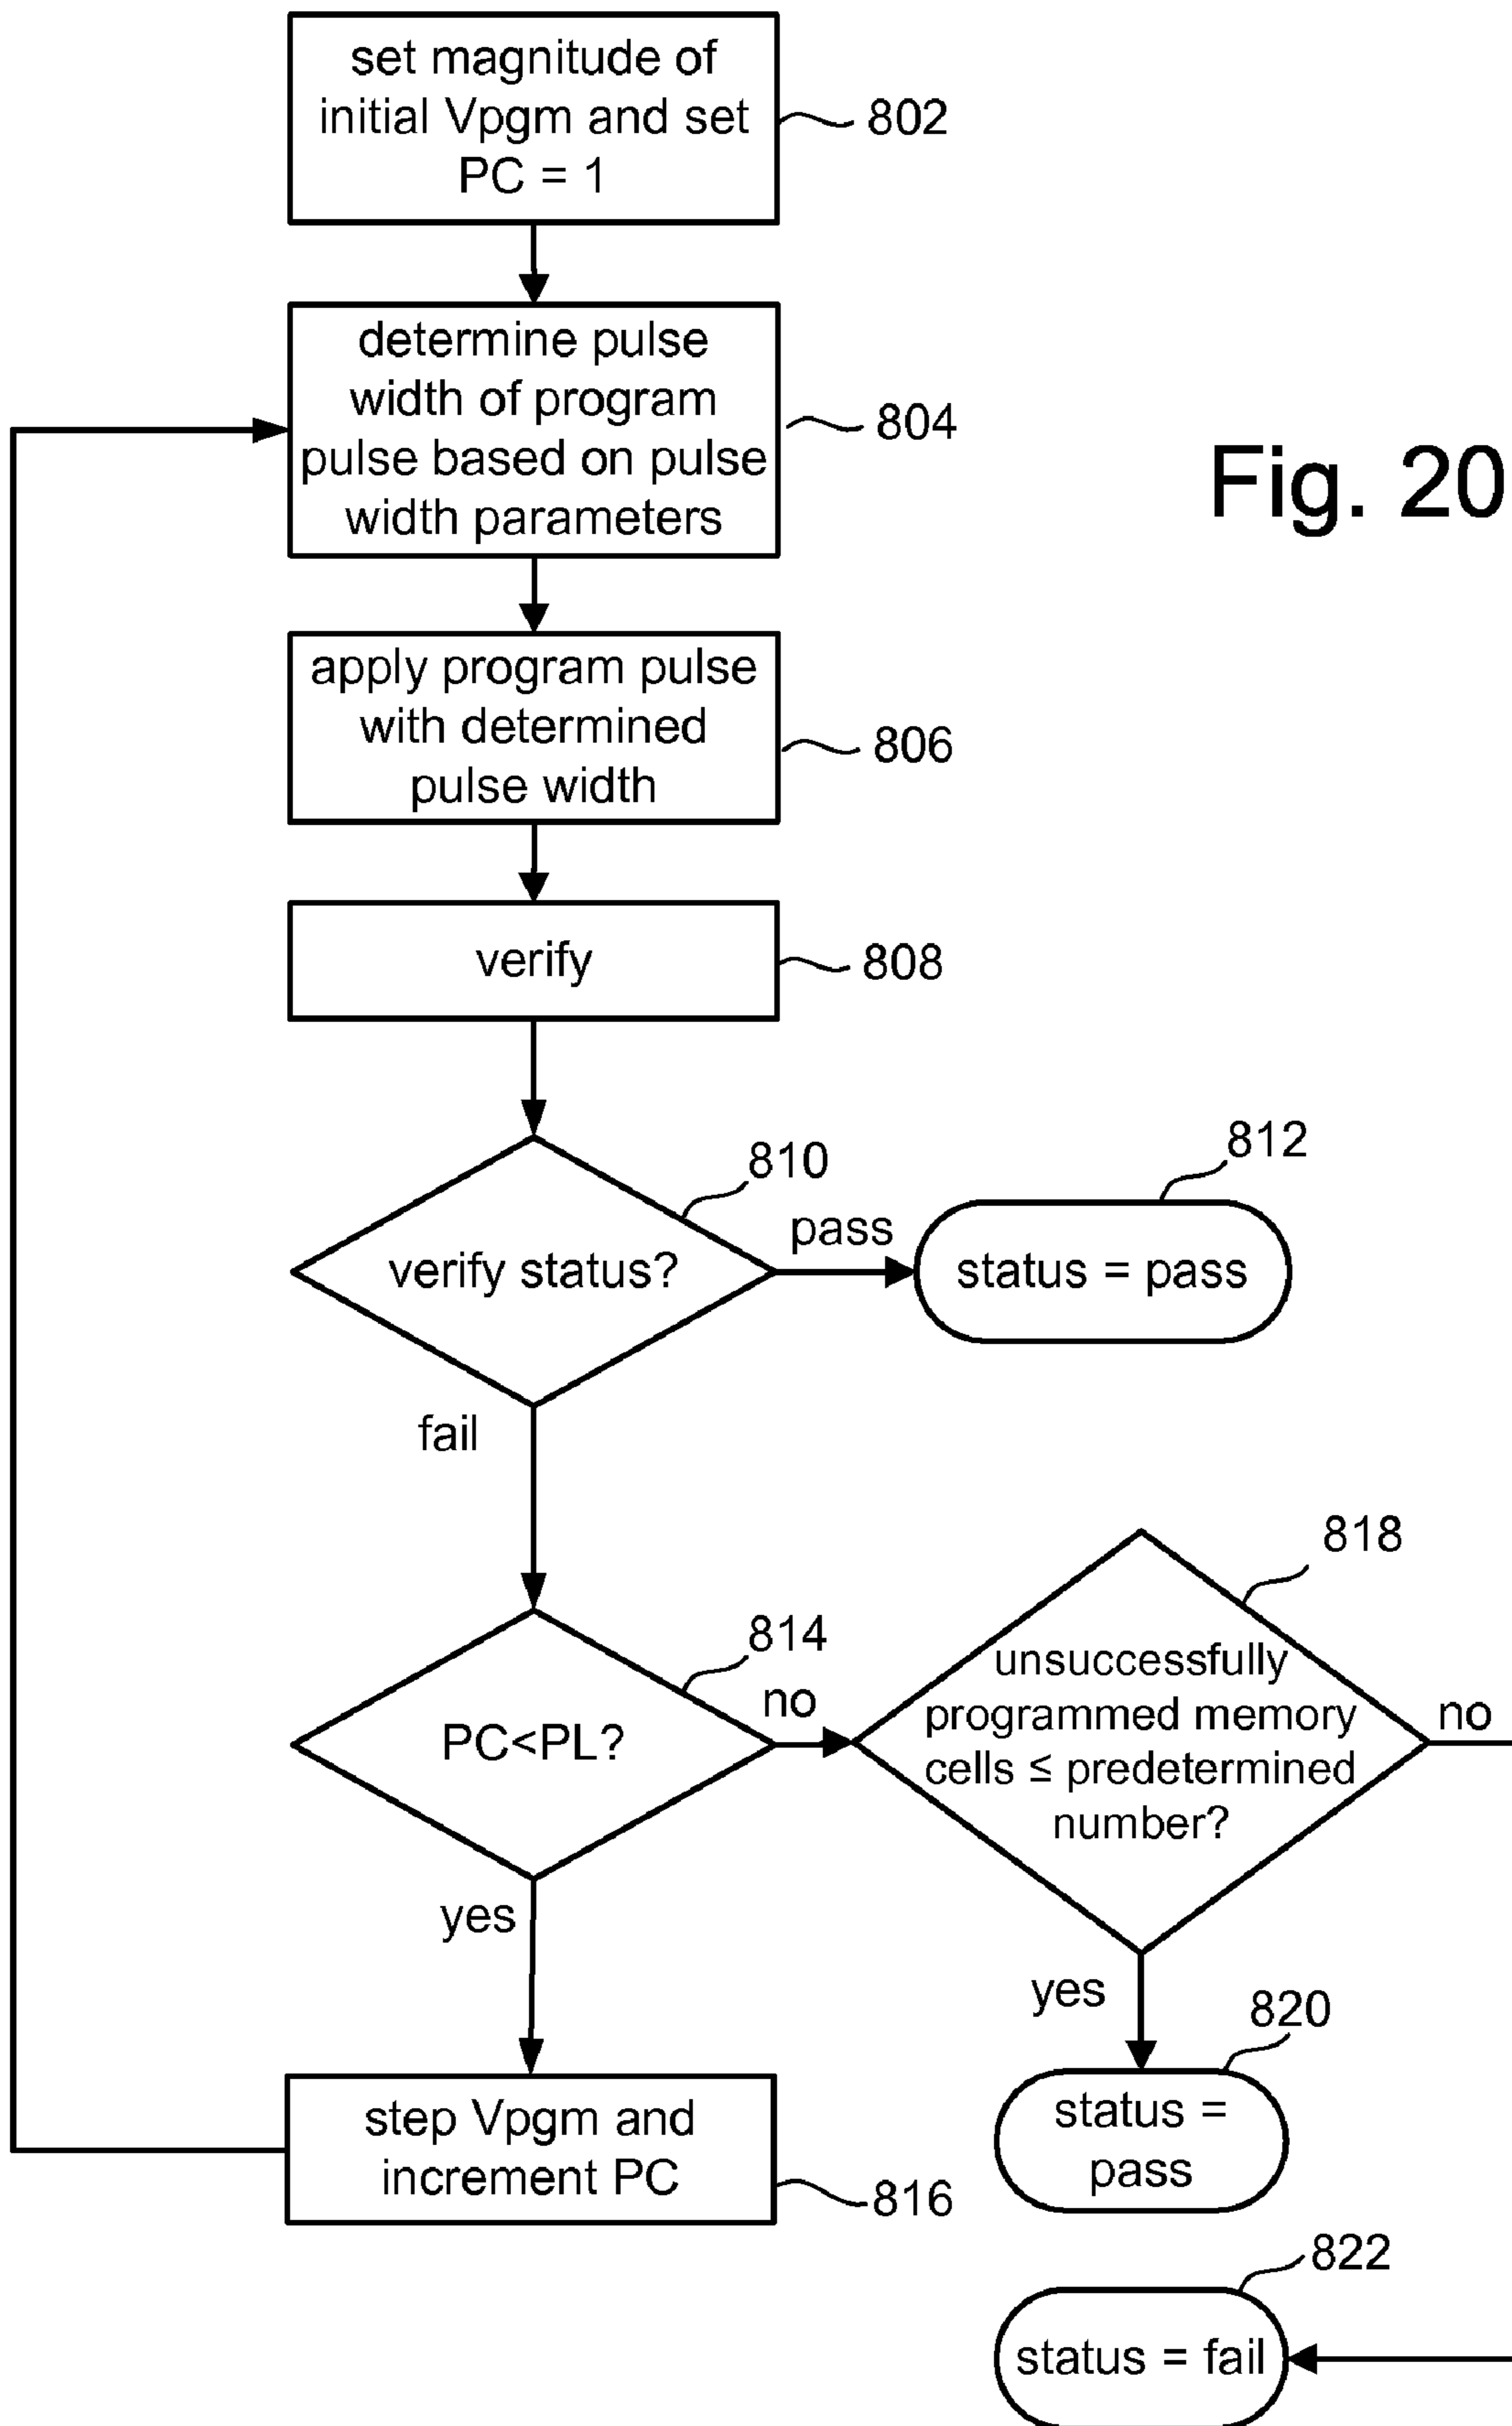 set magnitude of
initial Vpgm and set
PC = 1
802
determine pulse
width of program
pulse based on pulse
width parameters
804
Fig. 20
apply program pulse
with determined
pulse width
806
verify
808
810
verify status?
pass
812
status = pass
fail
814
PC<PL?
no
818
unsuccessfully
programmed memory
cells ≤ predetermined
number?
no
yes
yes
820
status =
pass
step Vpgm and
increment PC
816
822
status = fail